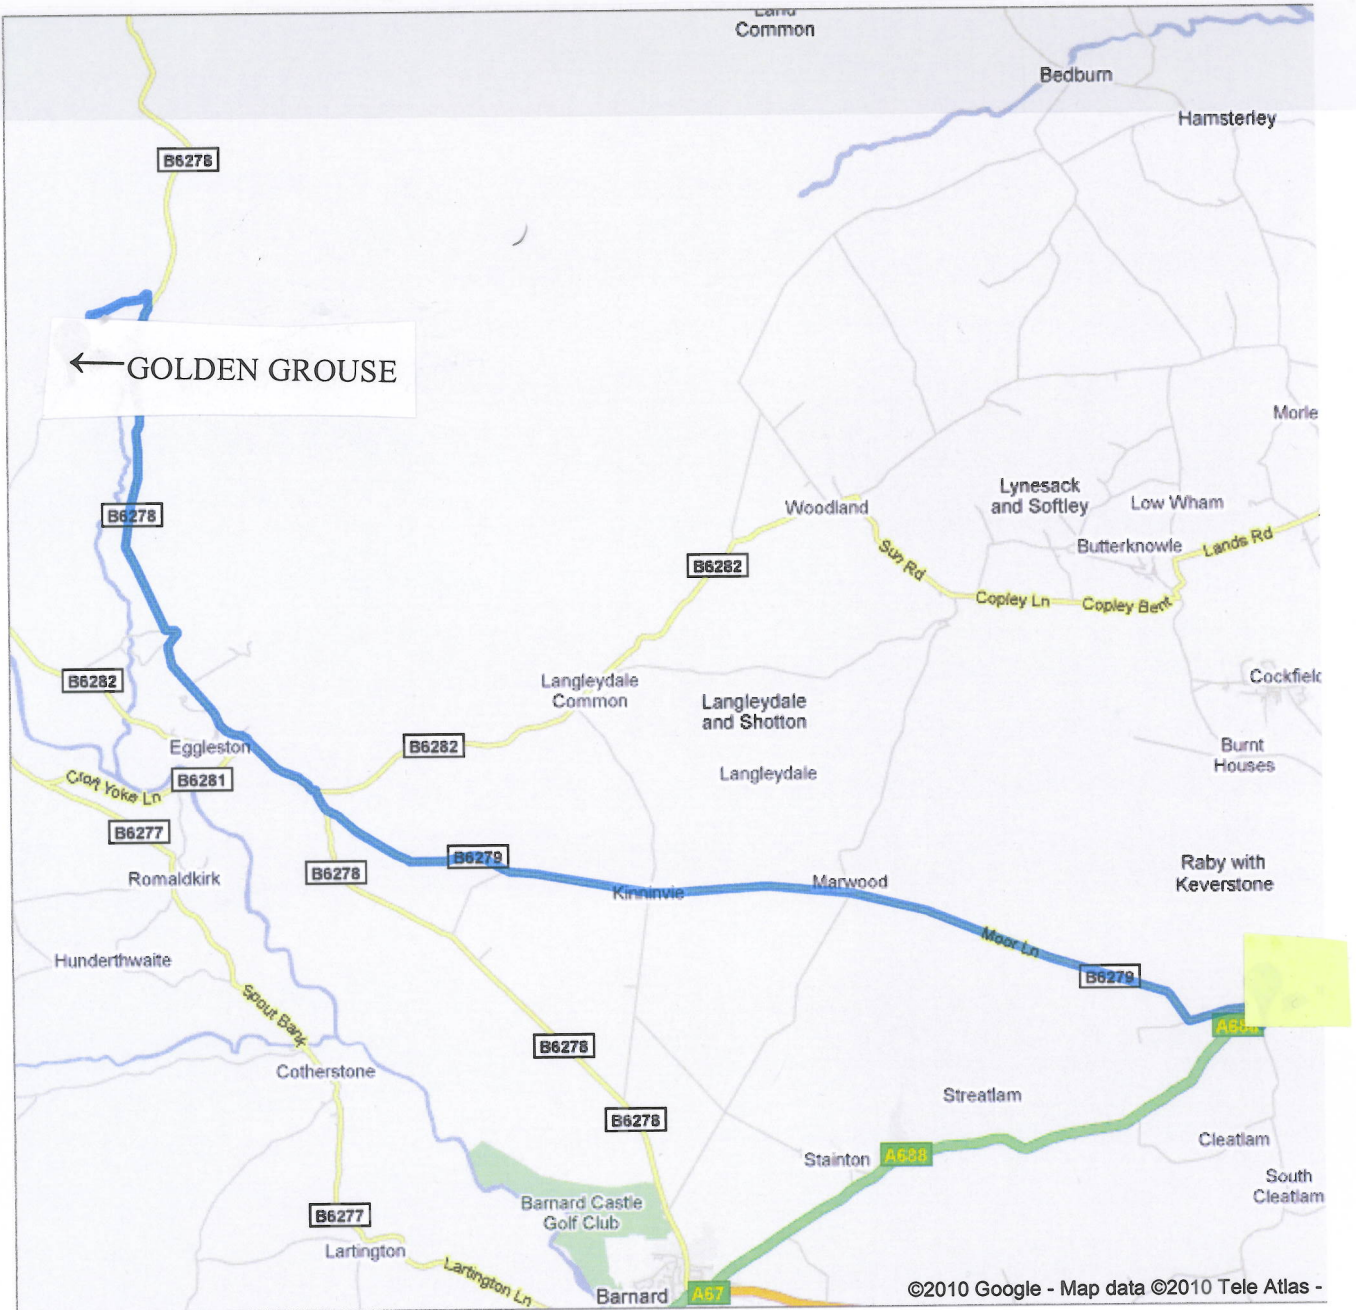 Common
Bedburn
Hamsterley
B6278
←GOLDEN GROUSE
Woodland
Lynesack
and Softley
Low Wham
B6278
Butterknowle
Lands Rd
B6282
Sun Rd
Copley Ln
Copley Bent
B6282
Langleydale
Common
Langleydale
and Shotton
Cockfield
B6282
Eggleston
Langleydale
Burnt
Houses
B6281
Croft Yoke Ln
B6277
B6278
B6279
Romaldkirk
Kinninvie
Marwood
Raby with
Keverstone
Moor Ln
B6279
Hunderthwaite
Spout Bank
B6278
Cotherstone
Streatlam
B6278
Stainton
A688
Cleatlam
South
Cleatlam
Barnard Castle
Golf Club
B6277
Lartington
Lartington Ln
Barnard
A67
©2010 Google - Map data ©2010 Tele Atlas -